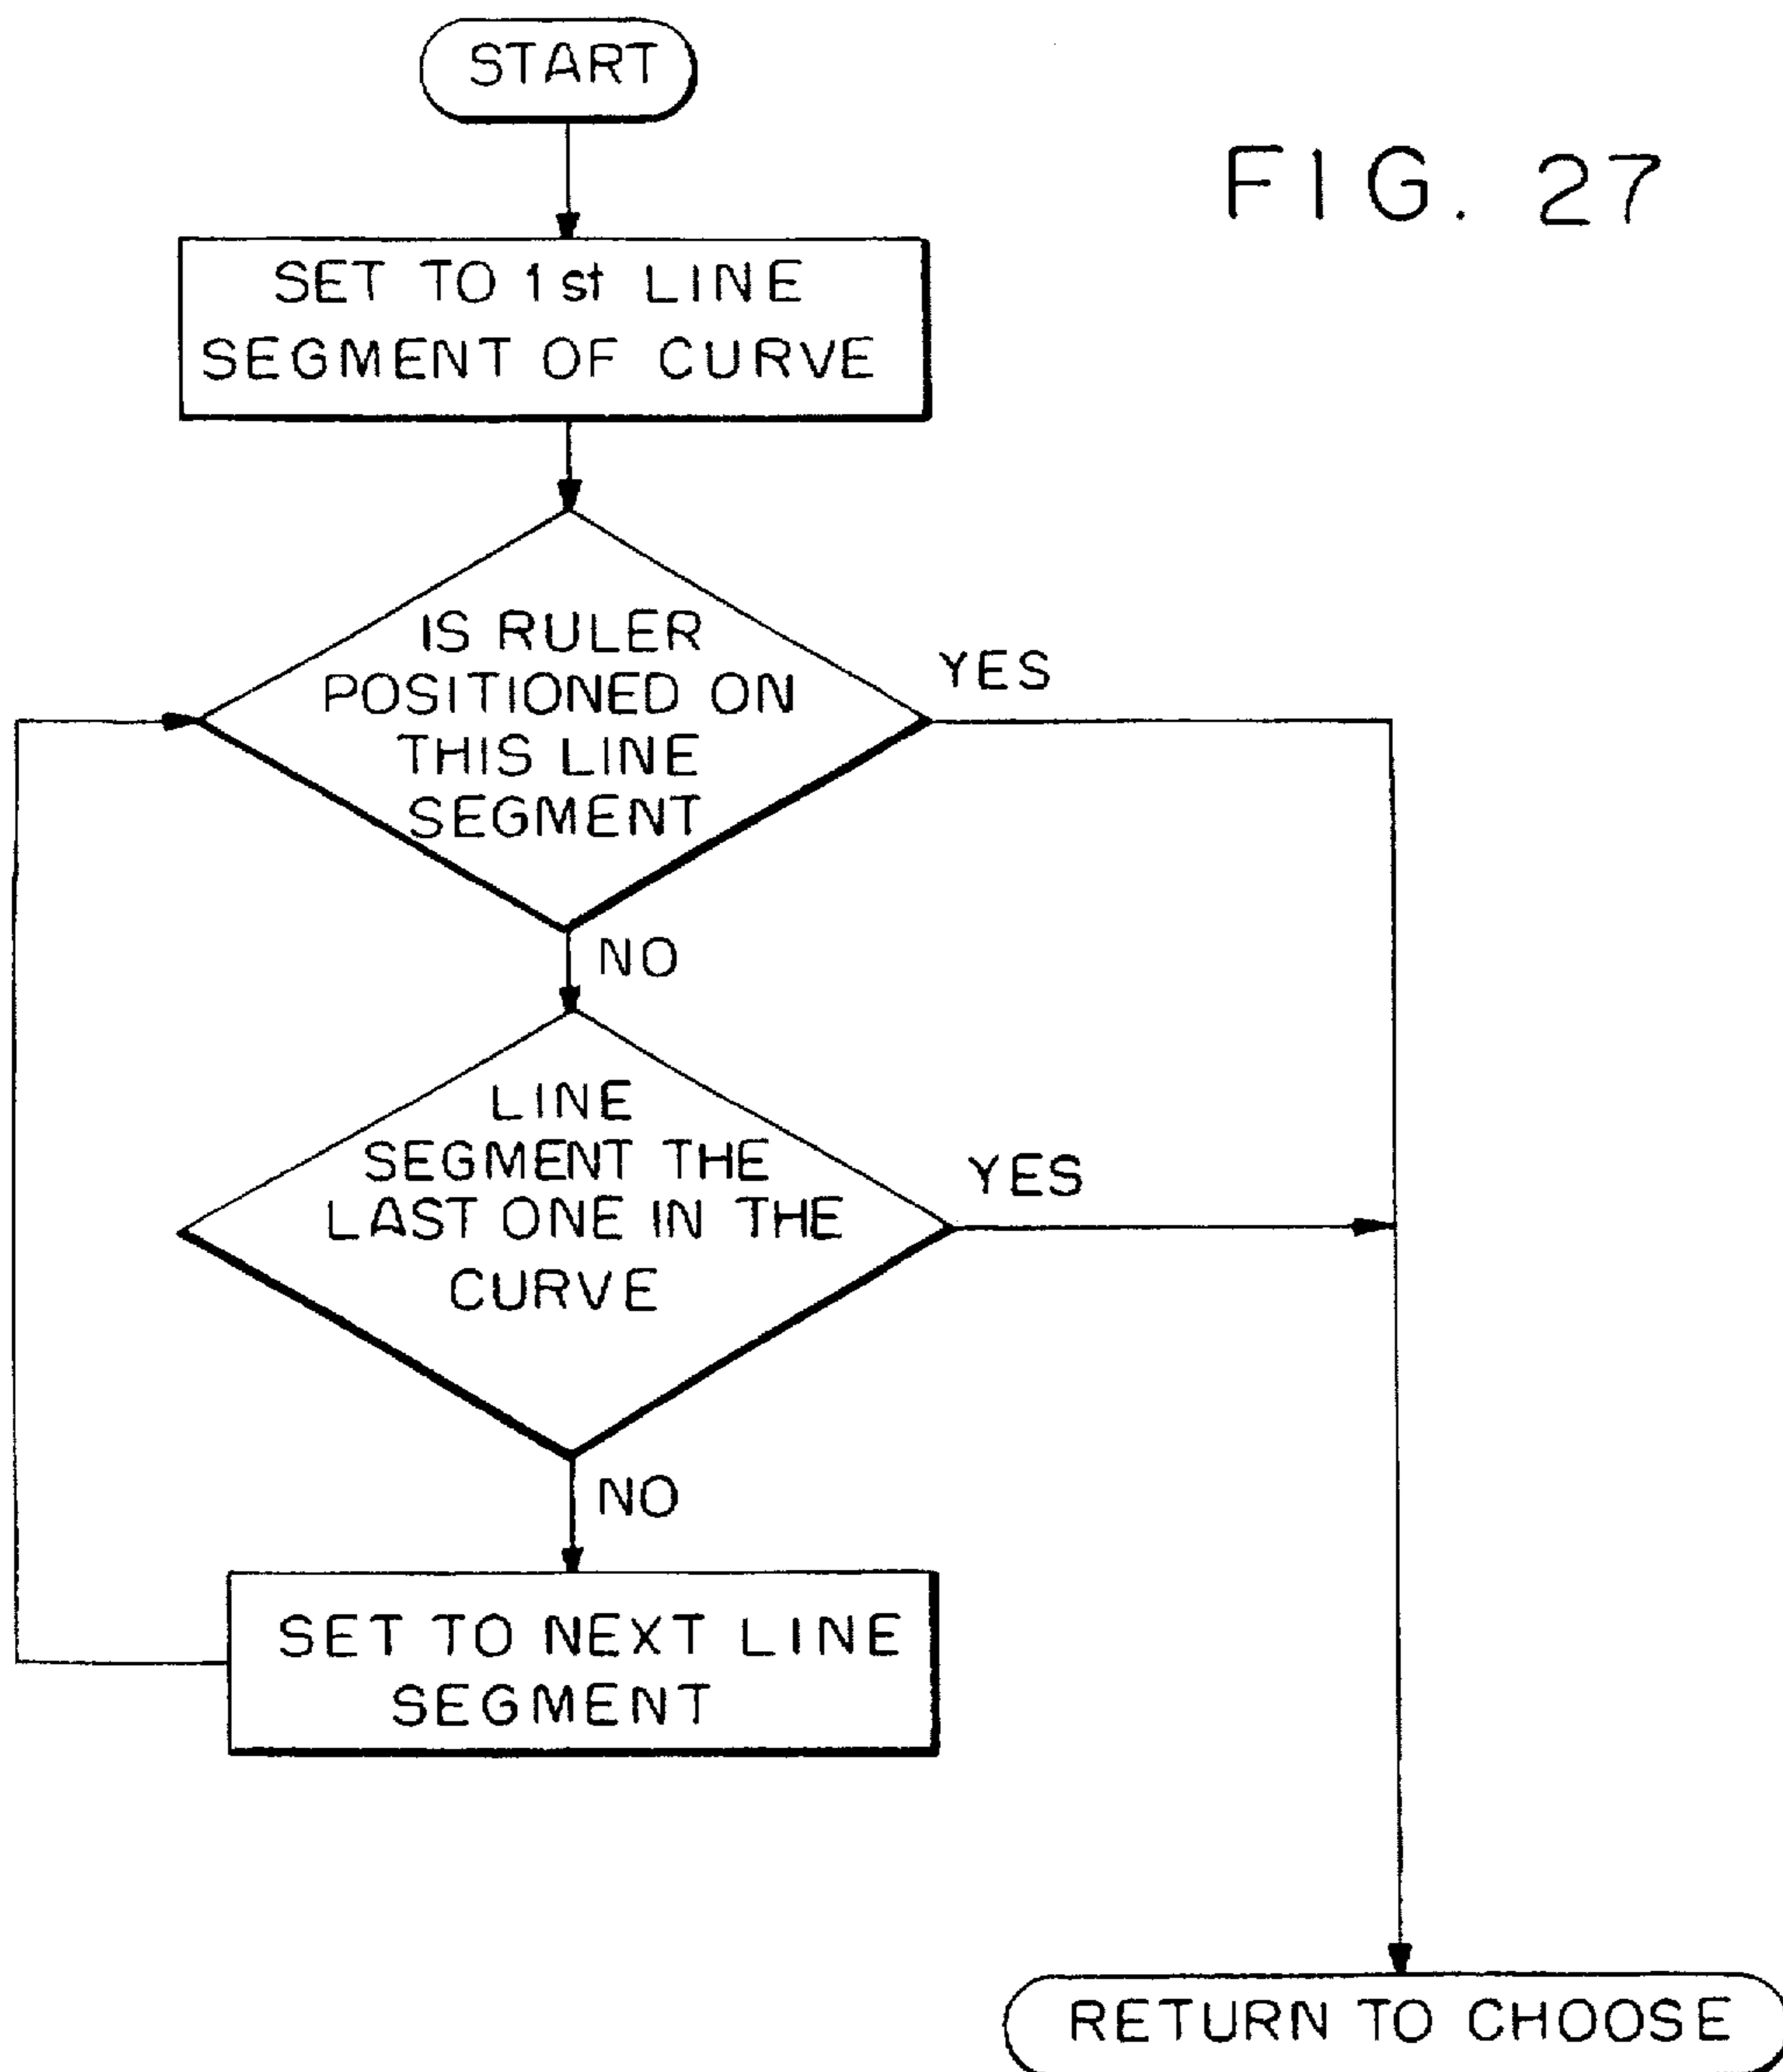 START
FIG. 27
SET TO 1st LINE
SEGMENT OF CURVE
IS RULER
POSITIONED ON
THIS LINE
SEGMENT
YES
NO
LINE
SEGMENT THE
LAST ONE IN THE
CURVE
YES
NO
SET TO NEXT LINE
SEGMENT
RETURN TO CHOOSE